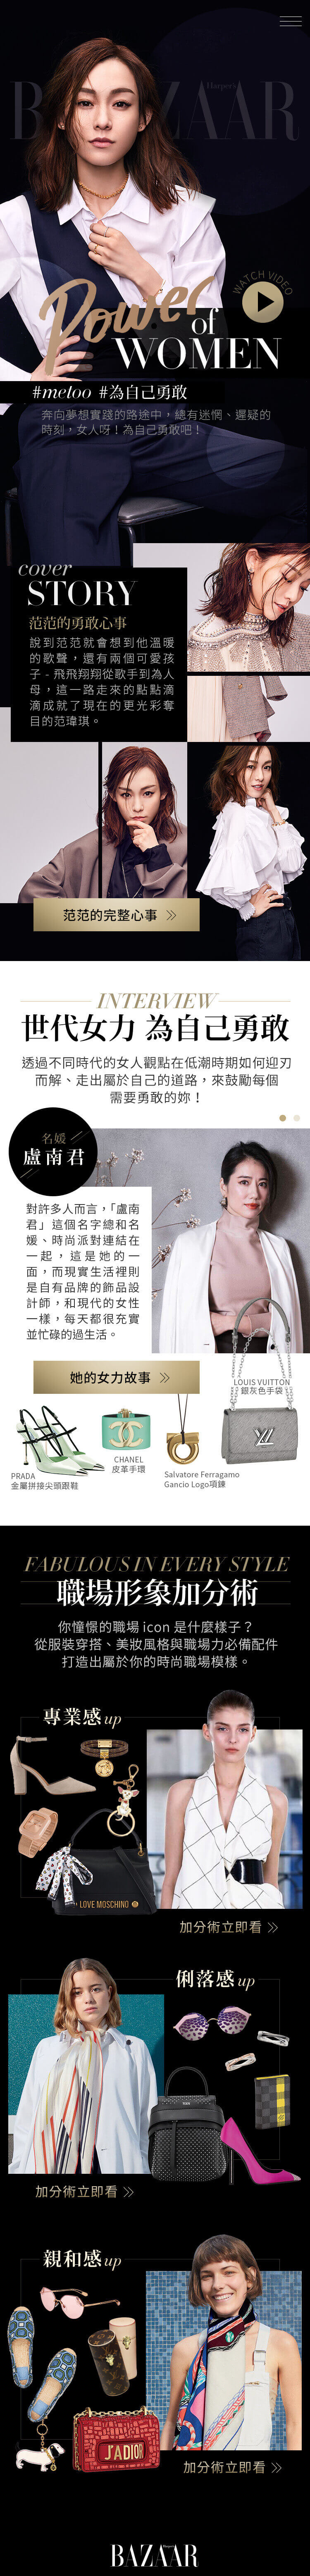 Harper's
BAZAAR
WATCH VIDEO
Power
of
WOMEN
#metoo #為自己勇敢
奔向夢想實踐的路途中，總有迷惘、遲疑的
時刻，女人呀！為自己勇敢吧！
cover
STORY
范范的勇敢心事
說到范范就會想到他溫暖
的歌聲，還有兩個可愛孩
子 - 飛飛翔翔從歌手到為人
母，這一路走來的點點滴
滴成就了現在的更光彩奪
目的范瑋琪。
范范的完整心事
INTERVIEW
世代女力 為自己勇敢
透過不同時代的女人觀點在低潮時期如何迎刃
而解、走出屬於自己的道路，來鼓勵每個
需要勇敢的妳！
名媛
盧南君
對許多人而言，「盧南
君」這個名字總和名
媛、時尚派對連結在
一起，這是她的一
面，而現實生活裡則
是自有品牌的飾品設
計師，和現代的女性
一樣，每天都很充實
並忙碌的過生活。
她的女力故事
LOUIS VUITTON
銀灰色手袋
CHANEL
皮革手環
PRADA
金屬拼接尖頭跟鞋
Salvatore Ferragamo
Gancio Logo項鍊
FABULOUS IN EVERY STYLE
職場形象加分術
你憧憬的職場 icon 是什麼樣子？
從服裝穿搭、美妝風格與職場力必備配件
打造出屬於你的時尚職場模樣。
專業感 up
LOVE MOSCHINO
加分術立即看
俐落感 up
TOD'S
加分術立即看
親和感 up
J'ADIOR
加分術立即看
BAZAAR